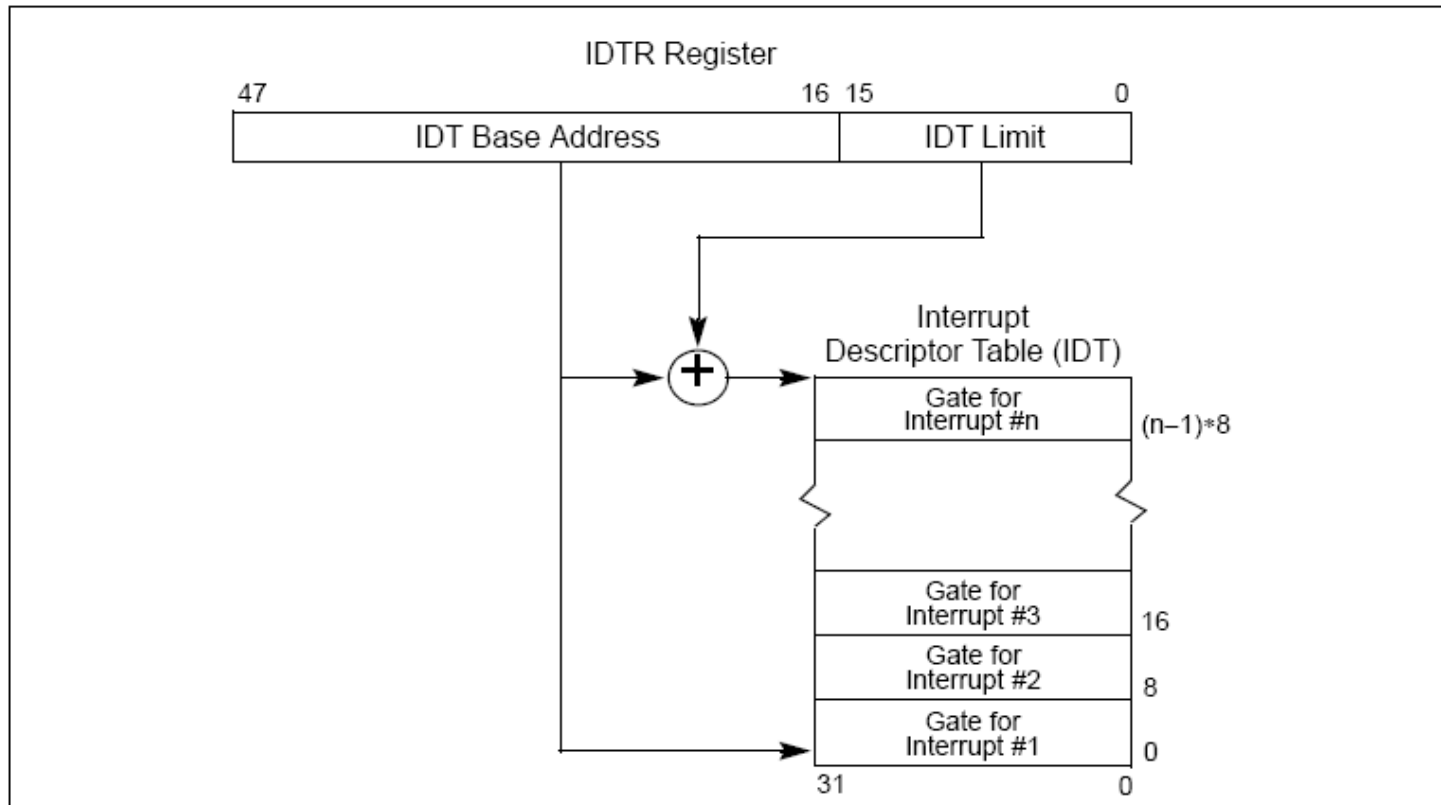 IDTR Register
47 16 15 0
IDT Base Address IDT Limit
+
Interrupt
Descriptor Table (IDT)
Gate for
Interrupt #n
(n–1)∗8
Gate for
Interrupt #3
16
Gate for
Interrupt #2
8
Gate for
Interrupt #1
0
31 0